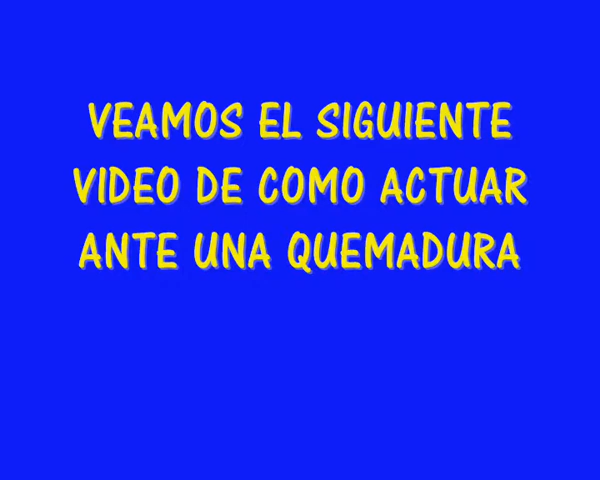 VEAMOS EL SIGUIENTE
VIDEO DE COMO ACTUAR
ANTE UNA QUEMADURA